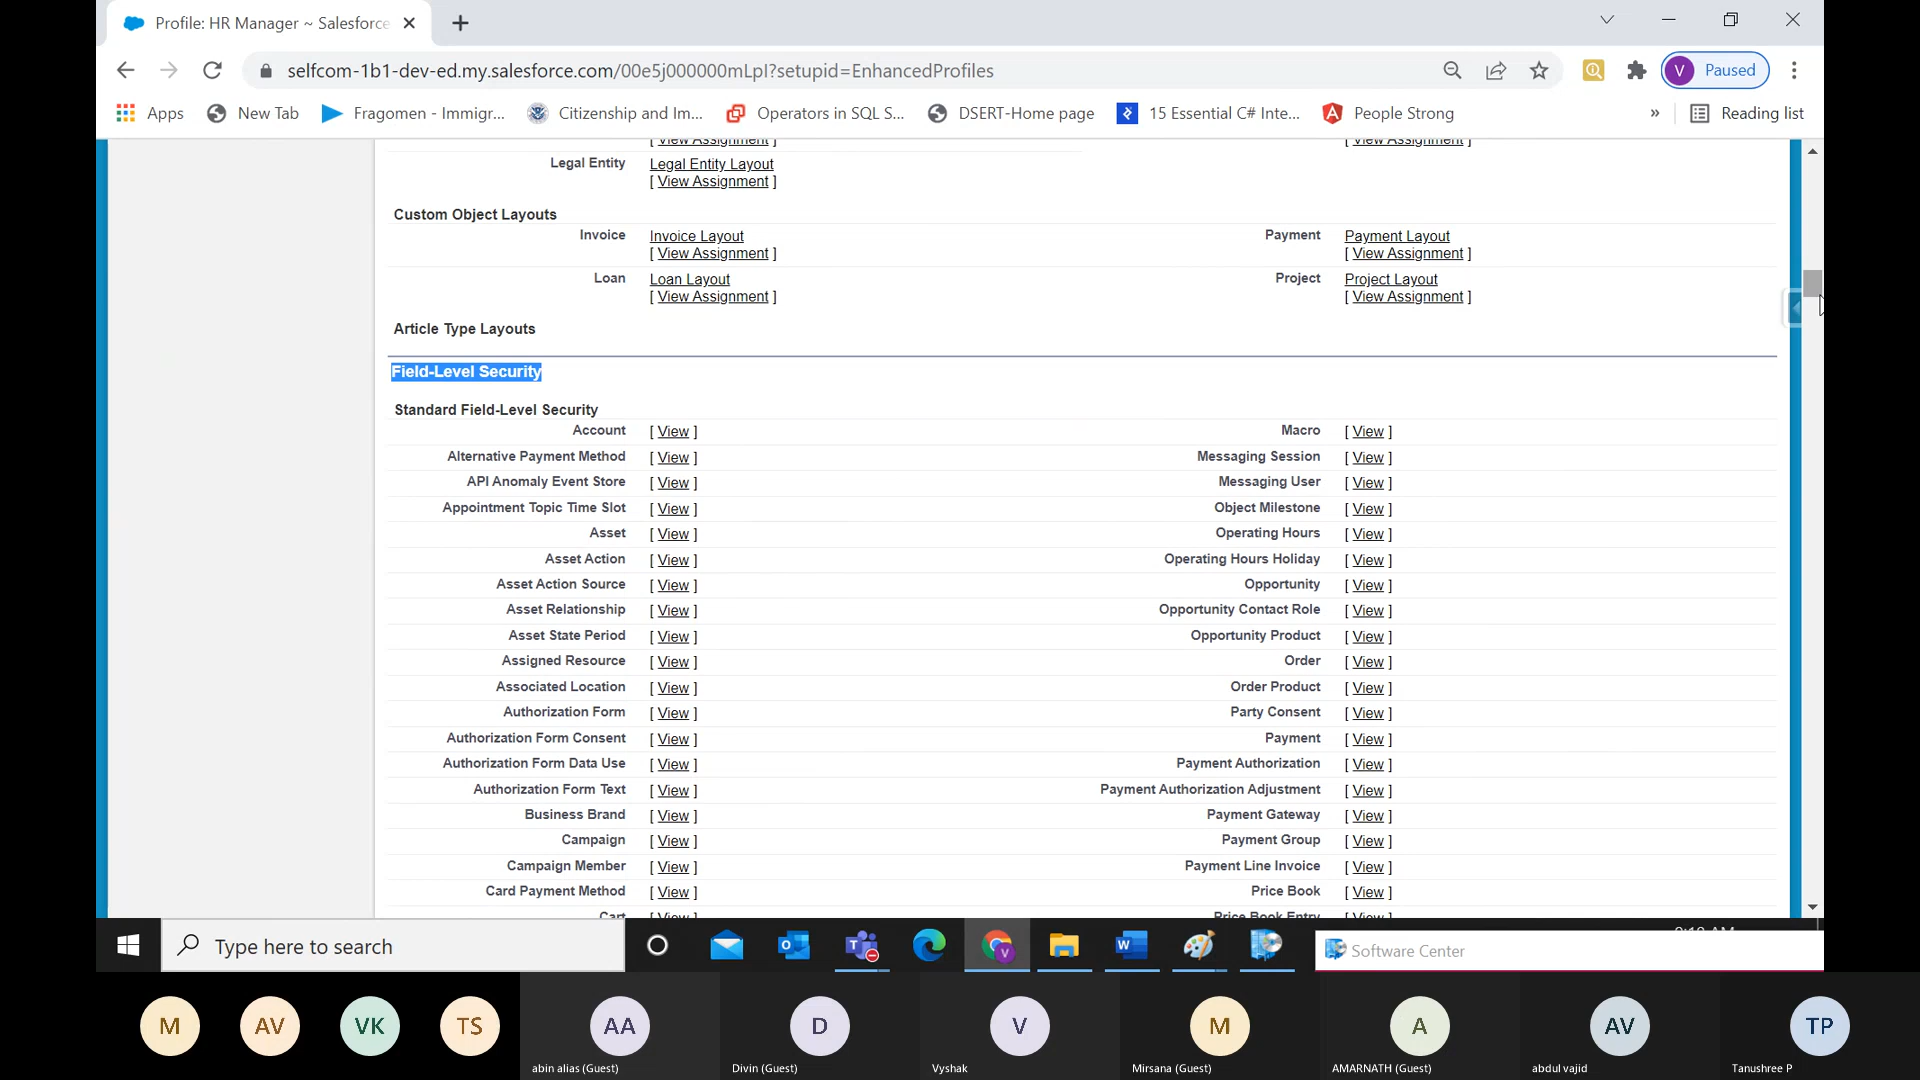 Profile: HR Manager ~ Salesforce
selfcom-1b1-dev-ed.my.salesforce.com/00e5j000000mLpI?setupid=EnhancedProfiles
V Paused
Apps New Tab Fragomen - Immigr... Citizenship and Im... Operators in SQL S... DSERT-Home page 15 Essential C# Inte... People Strong » Reading list
[ View Assignment ] [ View Assignment ]
Legal Entity Legal Entity Layout
[ View Assignment ]
Custom Object Layouts
Invoice Invoice Layout Payment Payment Layout
[ View Assignment ] [ View Assignment ]
Loan Loan Layout Project Project Layout
[ View Assignment ] [ View Assignment ]
Article Type Layouts
Field-Level Security
Standard Field-Level Security
Account [ View ] Macro [ View ]
Alternative Payment Method [ View ] Messaging Session [ View ]
API Anomaly Event Store [ View ] Messaging User [ View ]
Appointment Topic Time Slot [ View ] Object Milestone [ View ]
Asset [ View ] Operating Hours [ View ]
Asset Action [ View ] Operating Hours Holiday [ View ]
Asset Action Source [ View ] Opportunity [ View ]
Asset Relationship [ View ] Opportunity Contact Role [ View ]
Asset State Period [ View ] Opportunity Product [ View ]
Assigned Resource [ View ] Order [ View ]
Associated Location [ View ] Order Product [ View ]
Authorization Form [ View ] Party Consent [ View ]
Authorization Form Consent [ View ] Payment [ View ]
Authorization Form Data Use [ View ] Payment Authorization [ View ]
Authorization Form Text [ View ] Payment Authorization Adjustment [ View ]
Business Brand [ View ] Payment Gateway [ View ]
Campaign [ View ] Payment Group [ View ]
Campaign Member [ View ] Payment Line Invoice [ View ]
Card Payment Method [ View ] Price Book [ View ]
Cart [ View ] Price Book Entry [ View ]
Type here to search
Software Center
M AV VK TS AA D V M A AV TP
abin alias (Guest) Divin (Guest) Vyshak Mirsana (Guest) AMARNATH (Guest) abdul vajid Tanushree P